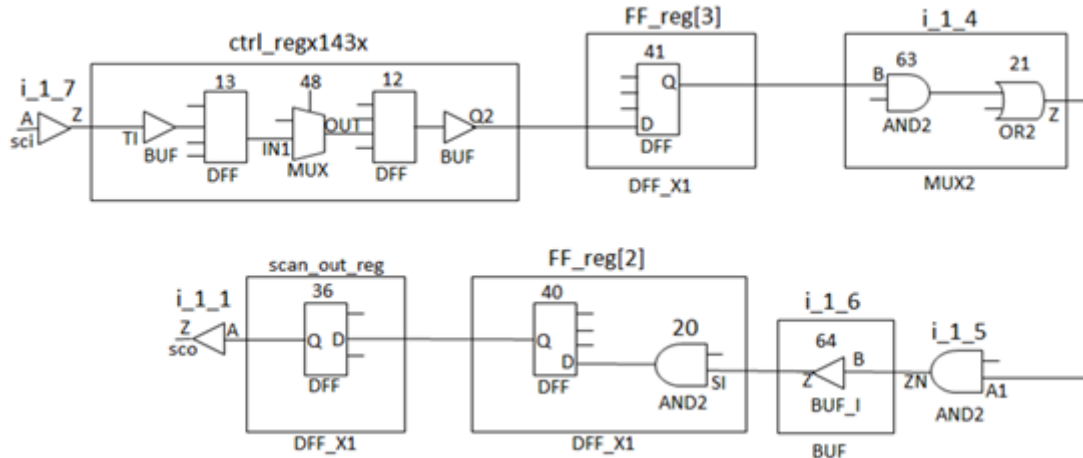 FF_reg[3]
i_1_4
ctrl_regx143x
41
63
21
i_1_7
13
48
12
Q
B
A
Z
OUT
Q2
sci
TI
IN1
D
AND2
OR2
Z
BUF
DFF
MUX
DFF
BUF
DFF
DFF_X1
MUX2
scan_out_reg
FF_reg[2]
i_1_1
36
40
i_1_6
20
i_1_5
Z
A
64
B
sco
Q
D
Q
D
SI
Z
ZN
A1
DFF
DFF
AND2
BUF_I
AND2
DFF_X1
DFF_X1
BUF